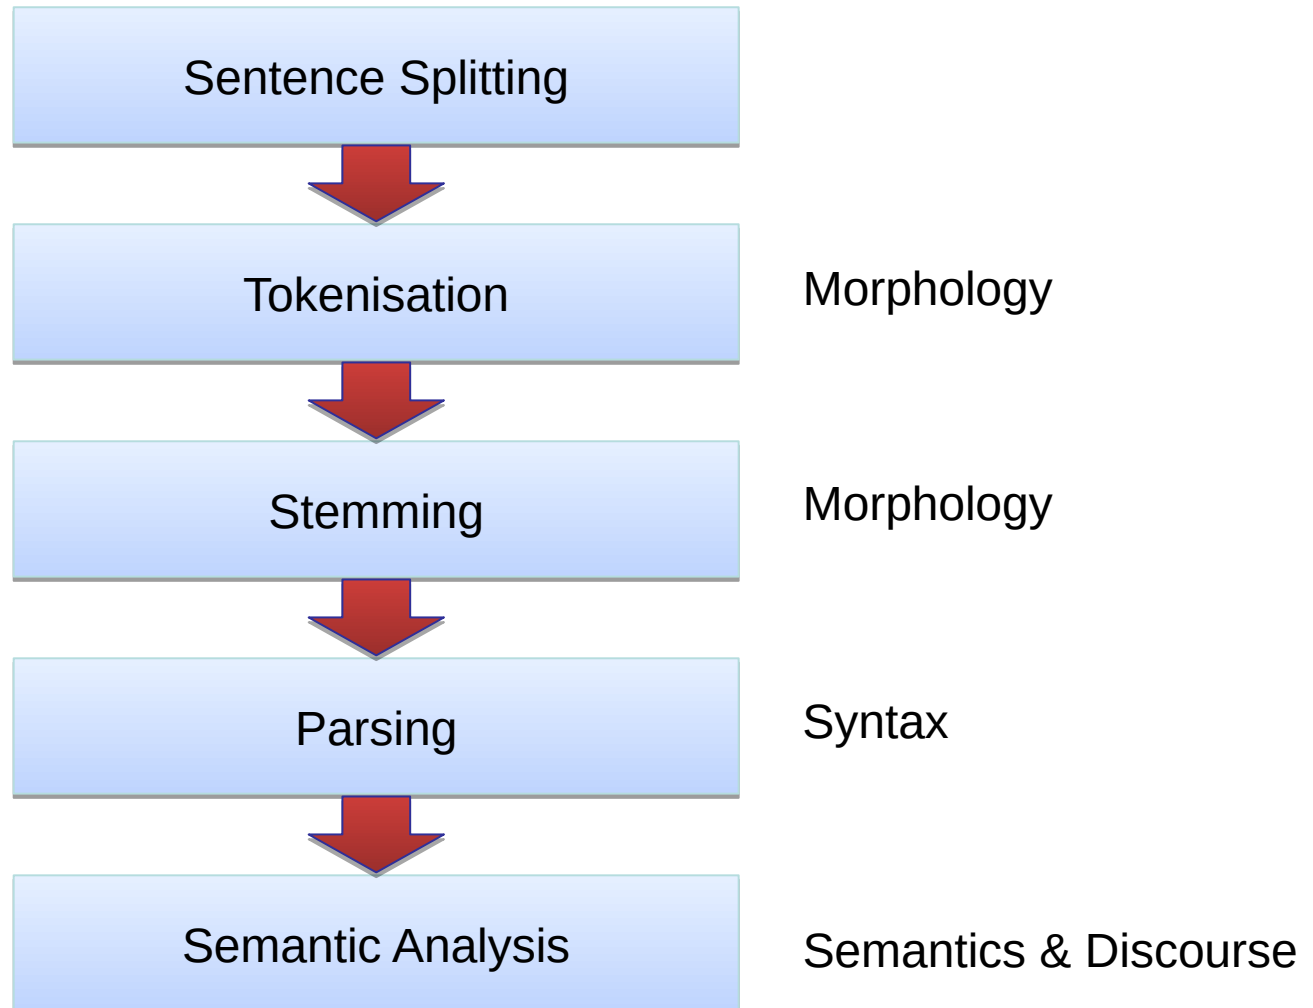 Sentence Splitting
Tokenisation
Morphology
Stemming
Morphology
Parsing
Syntax
Semantic Analysis
Semantics & Discourse